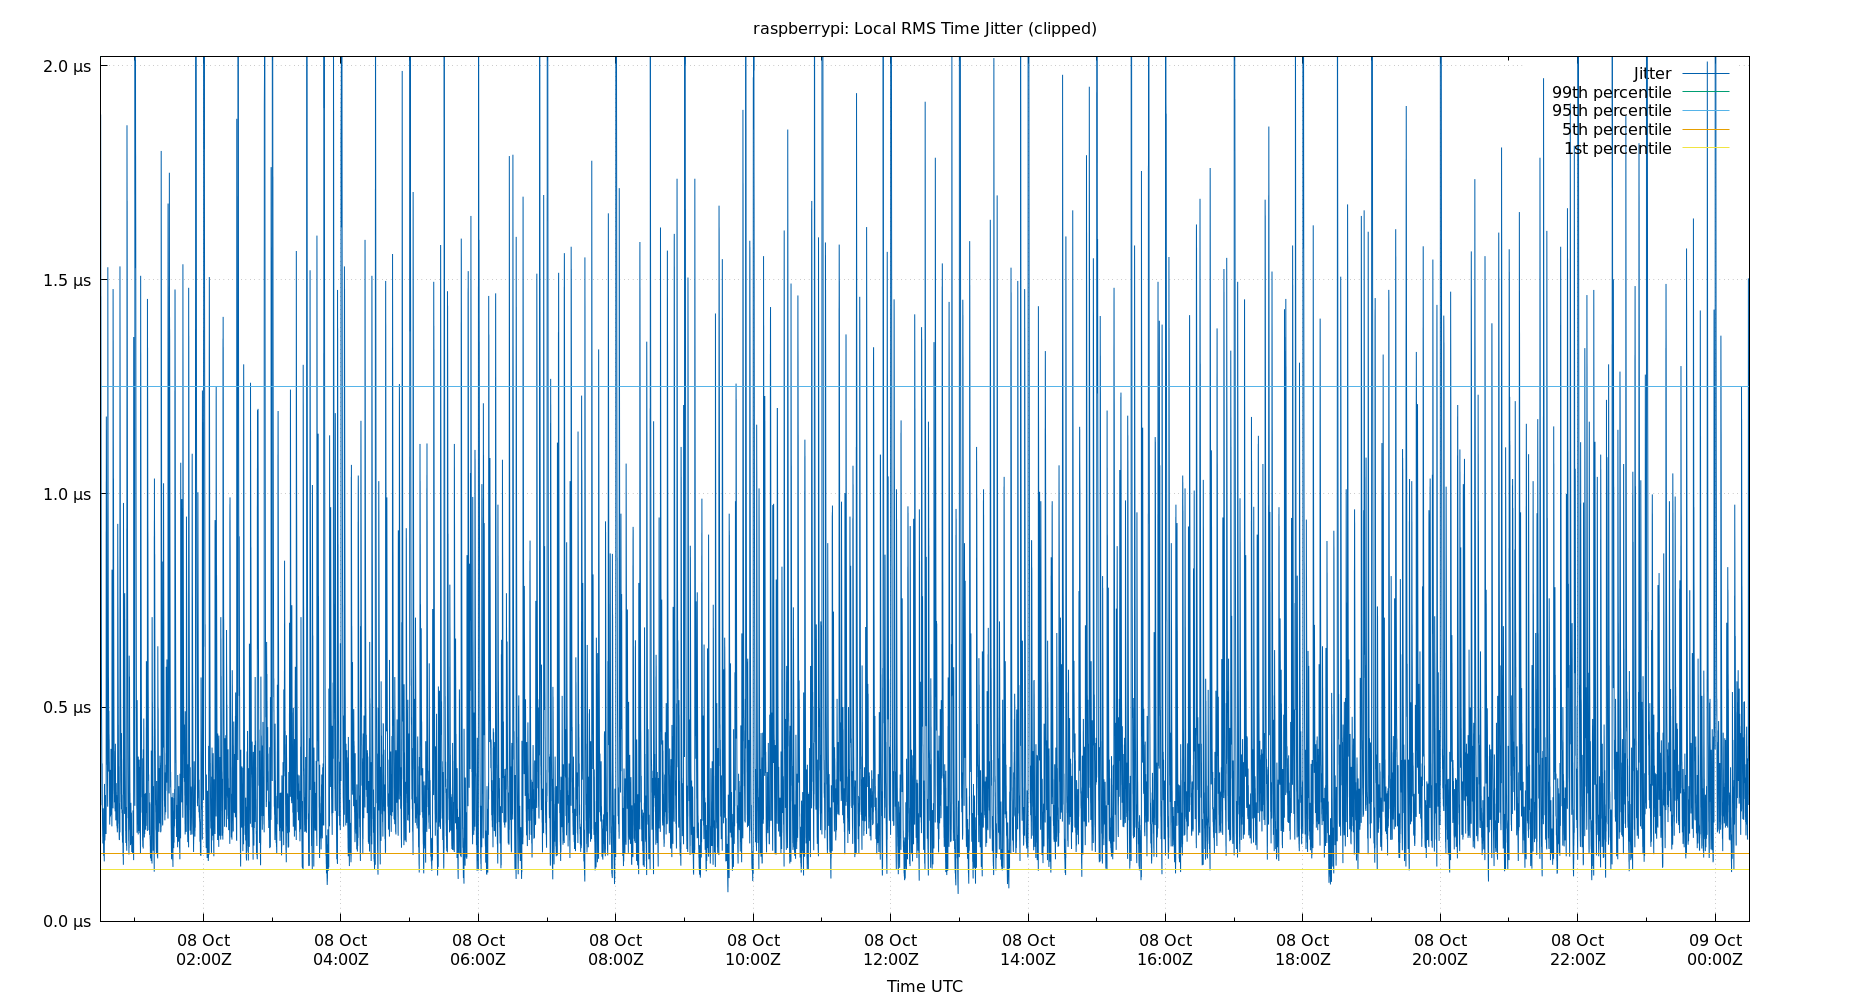 raspberrypi: Local RMS Time Jitter (clipped)
2.0 µs
1.5 µs
1.0 µs
0.5 µs
0.0 µs
Jitter
99th percentile
95th percentile
5th percentile
1st percentile
08 Oct 08 Oct 08 Oct 08 Oct 08 Oct 08 Oct 08 Oct 08 Oct 08 Oct 08 Oct 08 Oct 09 Oct
02:00Z 04:00Z 06:00Z 08:00Z 10:00Z 12:00Z 14:00Z 16:00Z 18:00Z 20:00Z 22:00Z 00:00Z
Time UTC